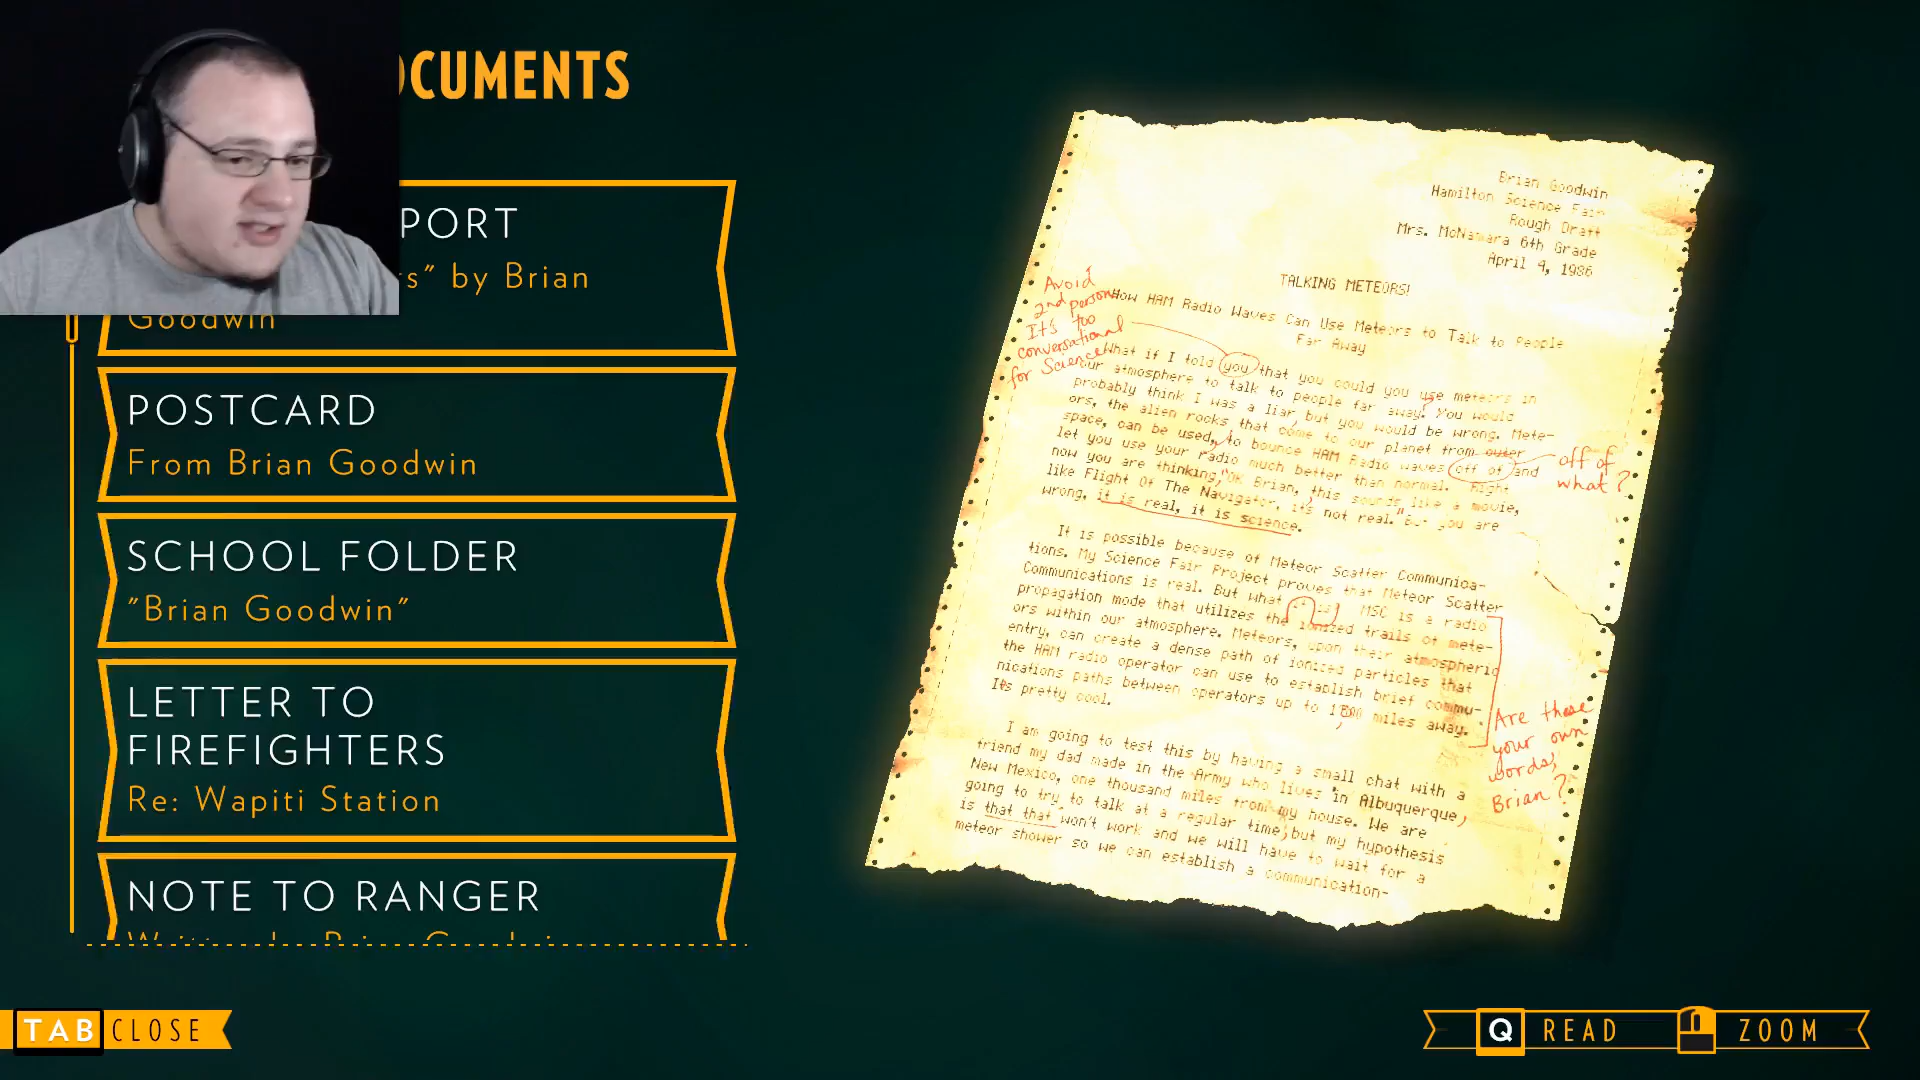 OCUMENTS
PORT
rs" by Brian
Goodwin
POSTCARD
From Brian Goodwin
SCHOOL FOLDER
"Brian Goodwin"
LETTER TO
FIREFIGHTERS
Re: Wapiti Station
NOTE TO RANGER
TAB CLOSE
Brian Goodwin
Hamilton Science Fair
Rough Draft
Mrs. McNamara 6th Grade
April 4, 1986
TALKING METEORS!
How HAM Radio Waves Can Use Meteors to Talk to People
Far Away
Avoid
2nd person
It's too
conversational
for Science
What if I told you that you could you use meteors in
our atmosphere to talk to people far away? You would
probably think I was a liar, but you would be wrong. Mete-
ors, the alien rocks that come to our planet from outer
space, can be used, to bounce HAM Radio waves off of and
let you use your radio much better than normal. Right
now you are thinking, "OK Brian, this sounds like a movie,
like Flight Of The Navigator, it's not real." But you are
wrong, it is real, it is science.
off of
what?
It is possible because of Meteor Scatter Communica-
tions. My Science Fair Project proves that Meteor Scatter
Communications is real. But what it is? MSC is a radio
propagation mode that utilizes the ionized trails of mete-
ors within our atmosphere. Meteors, upon their atmospheric
entry, can create a dense path of ionized particles that
the HAM radio operator can use to establish brief commu-
nications paths between operators up to miles away.
Its pretty cool.
Are these
your own
words,
Brian?
I am going to test this by having a small chat with a
friend my dad made in the Army who lives in Albuquerque,
New Mexico, one thousand miles from my house. We are
going to try to talk at a regular time, but my hypothesis
is that that won't work and we will have to wait for a
meteor shower so we can establish a communication-
Q READ
ZOOM